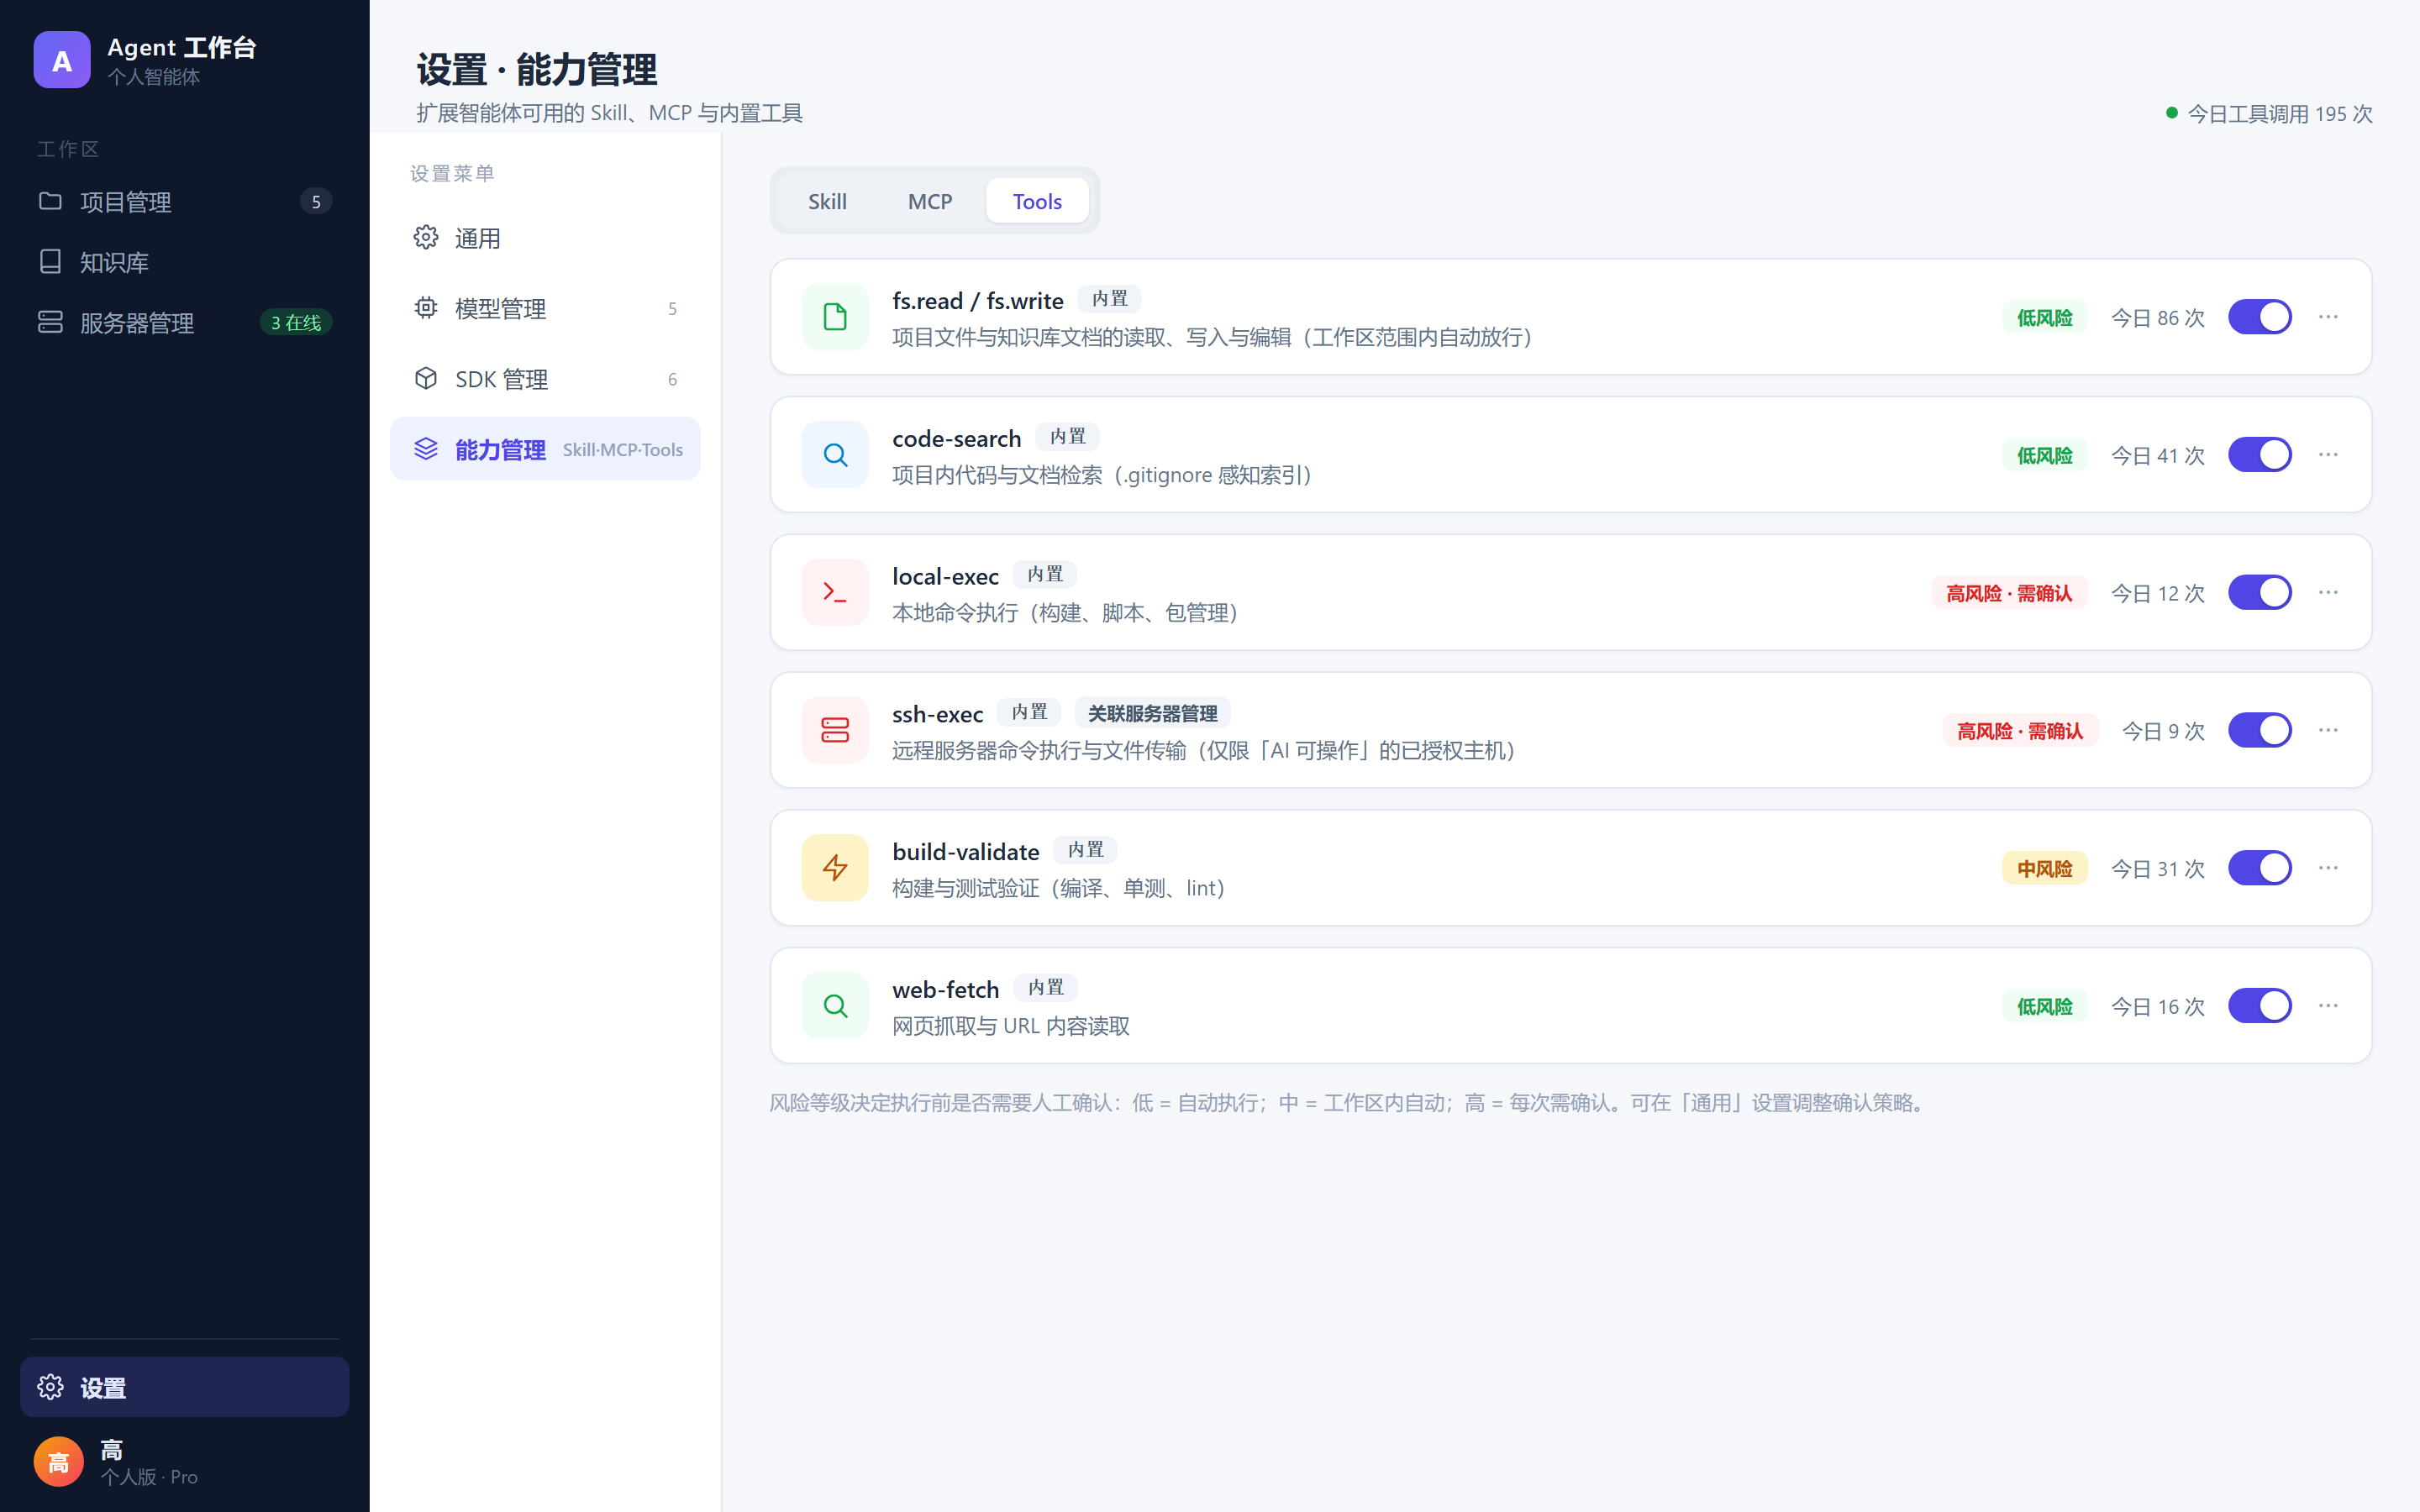 A
Agent 工作台
个人智能体
工作区
项目管理
5
知识库
服务器管理
3 在线
设置
高
高
个人版 · Pro
设置 · 能力管理
扩展智能体可用的 Skill、MCP 与内置工具
今日工具调用 195 次
设置菜单
通用
模型管理
5
SDK 管理
6
能力管理
Skill·MCP·Tools
Skill
MCP
Tools
fs.read / fs.write
内置
项目文件与知识库文档的读取、写入与编辑（工作区范围内自动放行）
低风险
今日 86 次
code-search
内置
项目内代码与文档检索（.gitignore 感知索引）
低风险
今日 41 次
local-exec
内置
本地命令执行（构建、脚本、包管理）
高风险 · 需确认
今日 12 次
ssh-exec
内置
关联服务器管理
远程服务器命令执行与文件传输（仅限「AI 可操作」的已授权主机）
高风险 · 需确认
今日 9 次
build-validate
内置
构建与测试验证（编译、单测、lint）
中风险
今日 31 次
web-fetch
内置
网页抓取与 URL 内容读取
低风险
今日 16 次
风险等级决定执行前是否需要人工确认：低 = 自动执行；中 = 工作区内自动；高 = 每次需确认。可在「通用」设置调整确认策略。